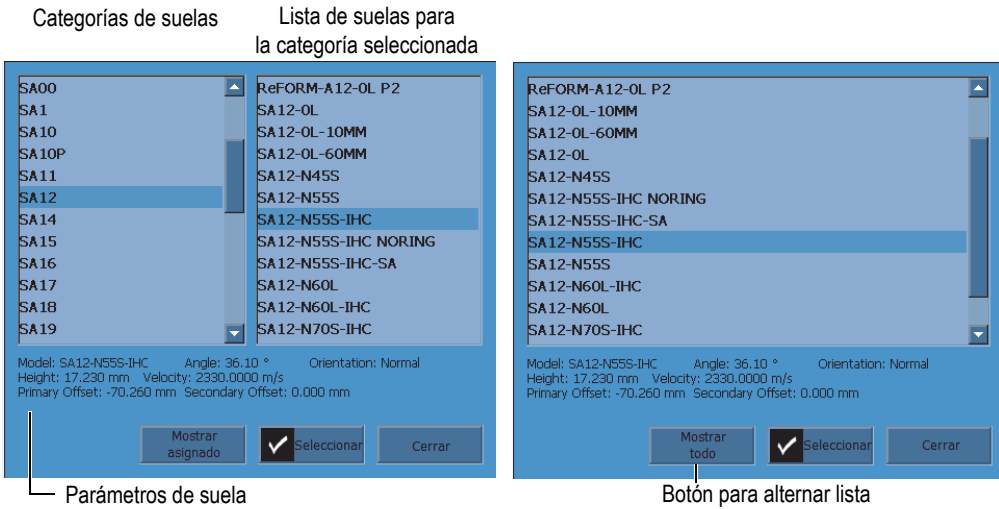 Categorías de suelas
Lista de suelas para
la categoría seleccionada
SA00
SA1
SA10
SA10P
SA11
SA12
SA14
SA15
SA16
SA17
SA18
SA19
ReFORM-A12-0L P2
SA12-0L
SA12-0L-10MM
SA12-0L-60MM
SA12-N45S
SA12-N55S
SA12-N55S-IHC
SA12-N55S-IHC NORING
SA12-N55S-IHC-SA
SA12-N60L
SA12-N60L-IHC
SA12-N70S-IHC
Model: SA12-N55S-IHC Angle: 36.10 ° Orientation: Normal
Height: 17.230 mm Velocity: 2330.0000 m/s
Primary Offset: -70.260 mm Secondary Offset: 0.000 mm
Mostrar
asignado
Seleccionar
Cerrar
Parámetros de suela
ReFORM-A12-0L P2
SA12-0L-10MM
SA12-0L-60MM
SA12-0L
SA12-N45S
SA12-N55S-IHC NORING
SA12-N55S-IHC-SA
SA12-N55S-IHC
SA12-N55S
SA12-N60L-IHC
SA12-N60L
SA12-N70S-IHC
Model: SA12-N55S-IHC Angle: 36.10 ° Orientation: Normal
Height: 17.230 mm Velocity: 2330.0000 m/s
Primary Offset: -70.260 mm Secondary Offset: 0.000 mm
Mostrar
todo
Seleccionar
Cerrar
Botón para alternar lista